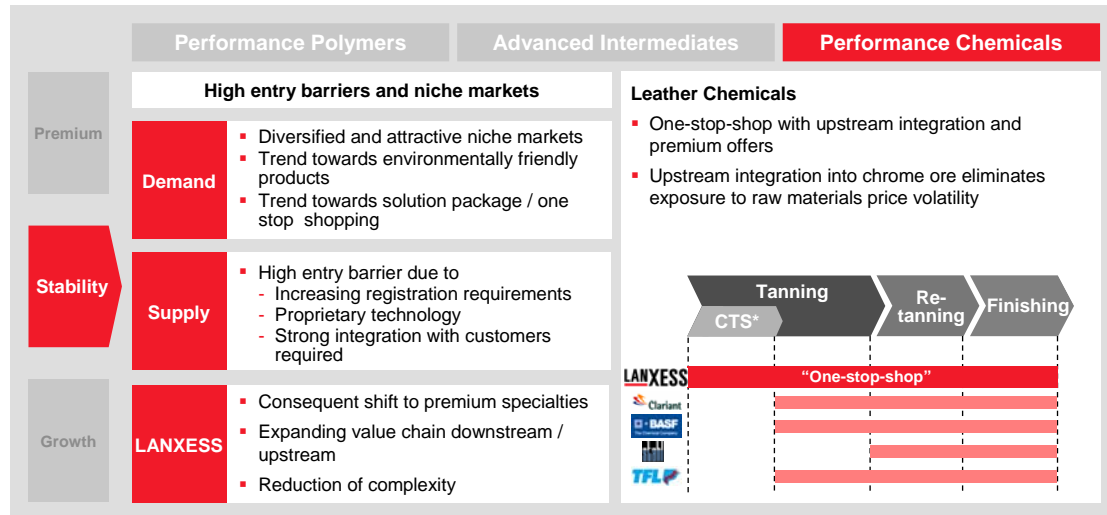 Performance Polymers
Advanced Intermediates
Performance Chemicals
Premium
Stability
Growth
High entry barriers and niche markets
Demand
▪ Diversified and attractive niche markets
▪ Trend towards environmentally friendly
products
▪ Trend towards solution package / one
stop shopping
Supply
▪ High entry barrier due to
- Increasing registration requirements
- Proprietary technology
- Strong integration with customers
required
LANXESS
▪ Consequent shift to premium specialties
▪ Expanding value chain downstream /
upstream
▪ Reduction of complexity
Leather Chemicals
▪ One-stop-shop with upstream integration and
premium offers
▪ Upstream integration into chrome ore eliminates
exposure to raw materials price volatility
Tanning
CTS*
Re-
tanning
Finishing
LANXESS
“One-stop-shop”
Clariant
BASF
The Chemical Company
TFL